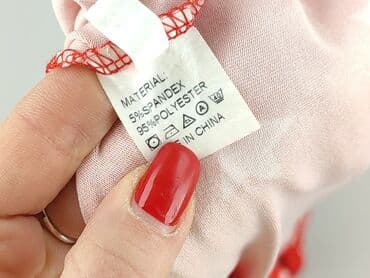 MATERIAL:
5%SPANDEX
95%POLYESTER
IN CHINA